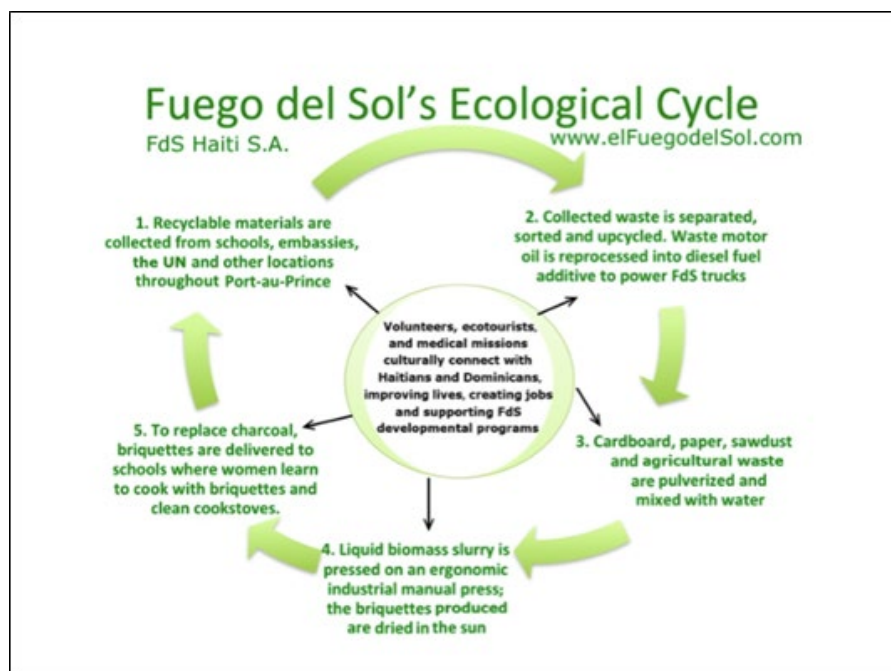 Fuego del Sol's Ecological Cycle
FdS Haiti S.A.
www.elFuegodelSol.com
1. Recyclable materials are
collected from schools, embassies,
the UN and other locations
throughout Port-au-Prince
2. Collected waste is separated,
sorted and upcycled. Waste motor
oil is reprocessed into diesel fuel
additive to power FdS trucks
Volunteers, ecotourists,
and medical missions
culturally connect with
Haitians and Dominicans,
improving lives, creating jobs
and supporting FdS
developmental programs
3. Cardboard, paper, sawdust
and agricultural waste
are pulverized and
mixed with water
4. Liquid biomass slurry is
pressed on an ergonomic
industrial manual press;
the briquettes produced
are dried in the sun
5. To replace charcoal,
briquettes are delivered to
schools where women learn
to cook with briquettes and
clean cookstoves.